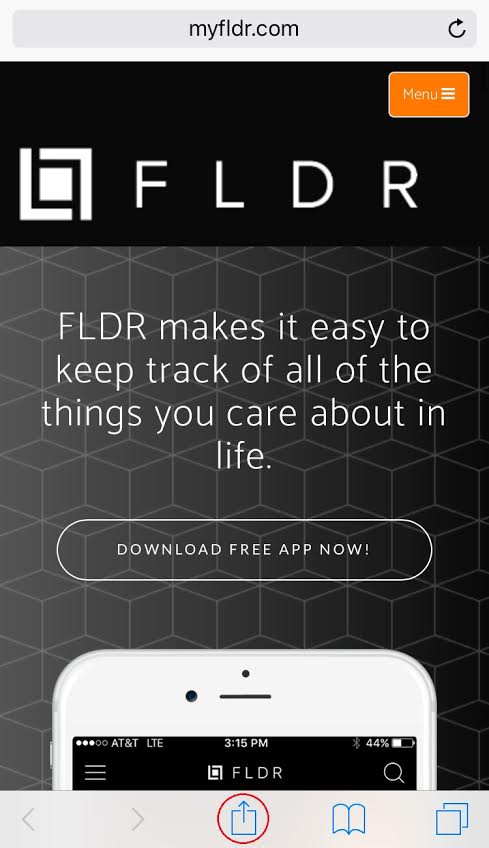 myfldr.com
Menu
FLDR
FLDR makes it easy to
keep track of all of the
things you care about in
life.
DOWNLOAD FREE APP NOW!
AT&T LTE 3:15 PM 44%
FLDR